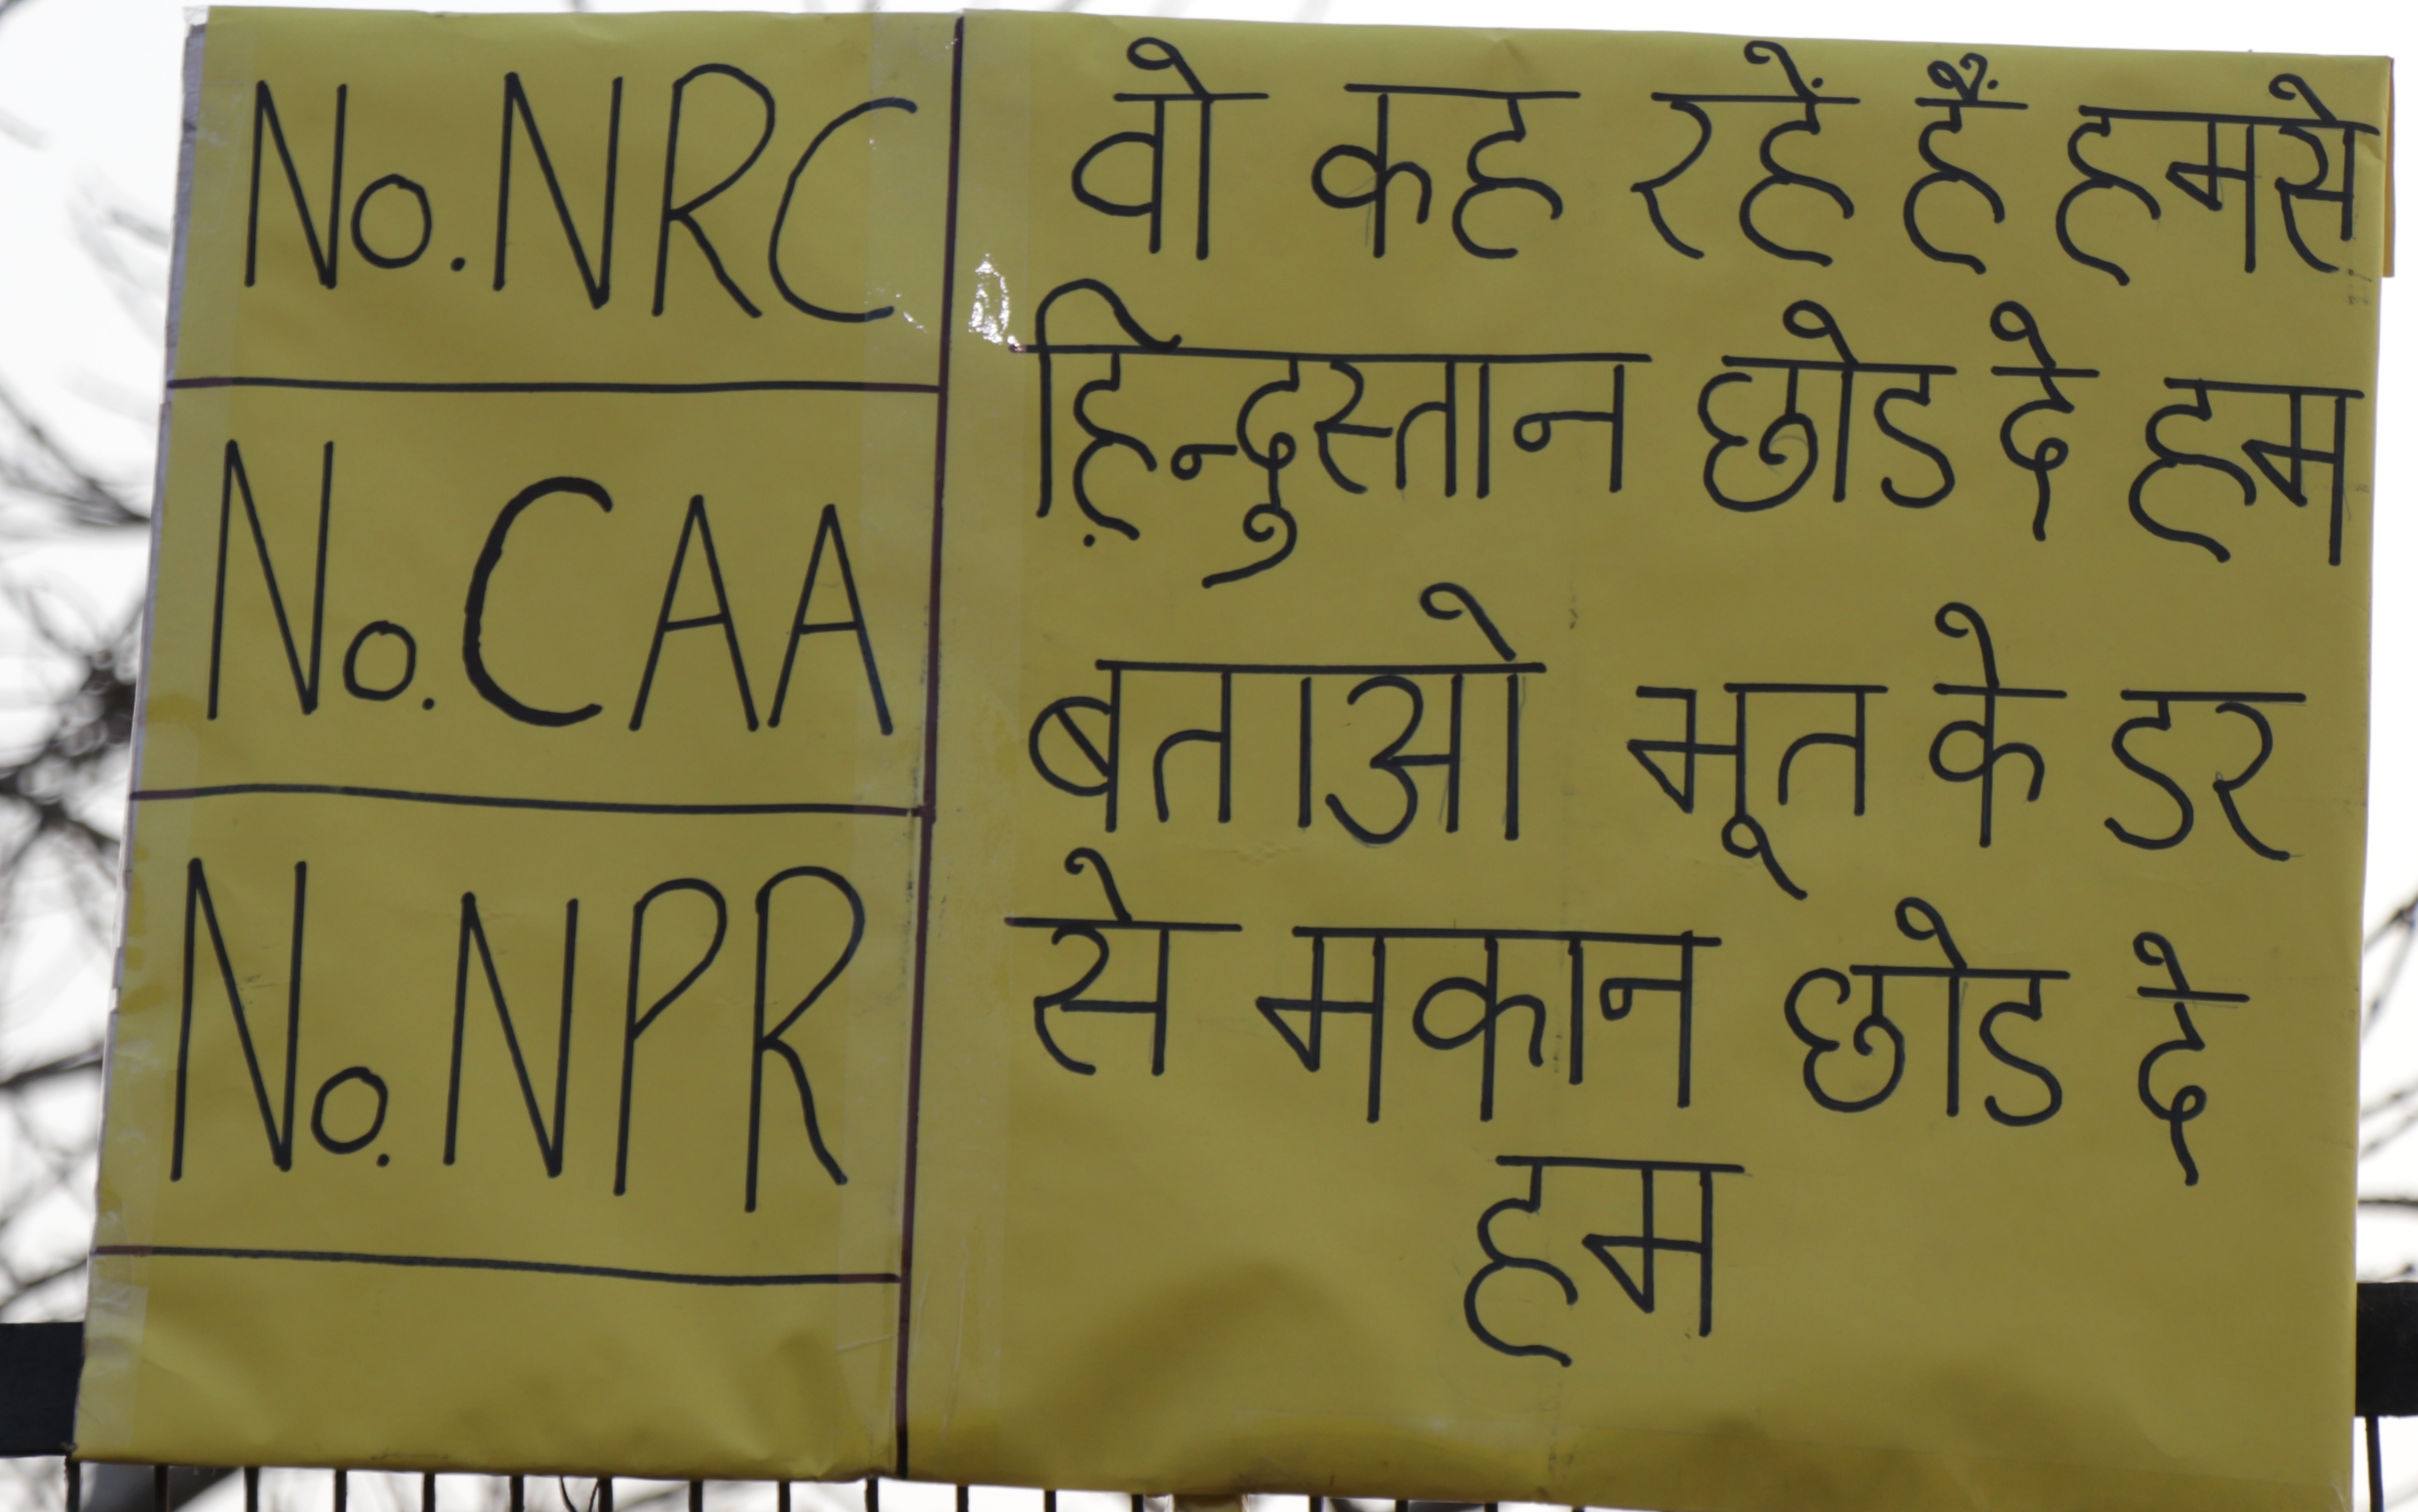 No. NRC
No. CAA
No. NPR
वो कह रहें हैं हमसे
हि़न्दुस्तान छोड दे हम
बताओ भूत के डर
से मकान छोड दे
हम